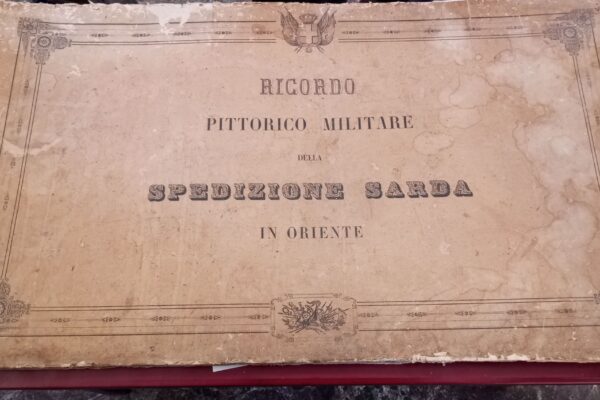 RICORDO
PITTORICO MILITARE
DELLA
SPEDIZIONE SARDA
IN ORIENTE